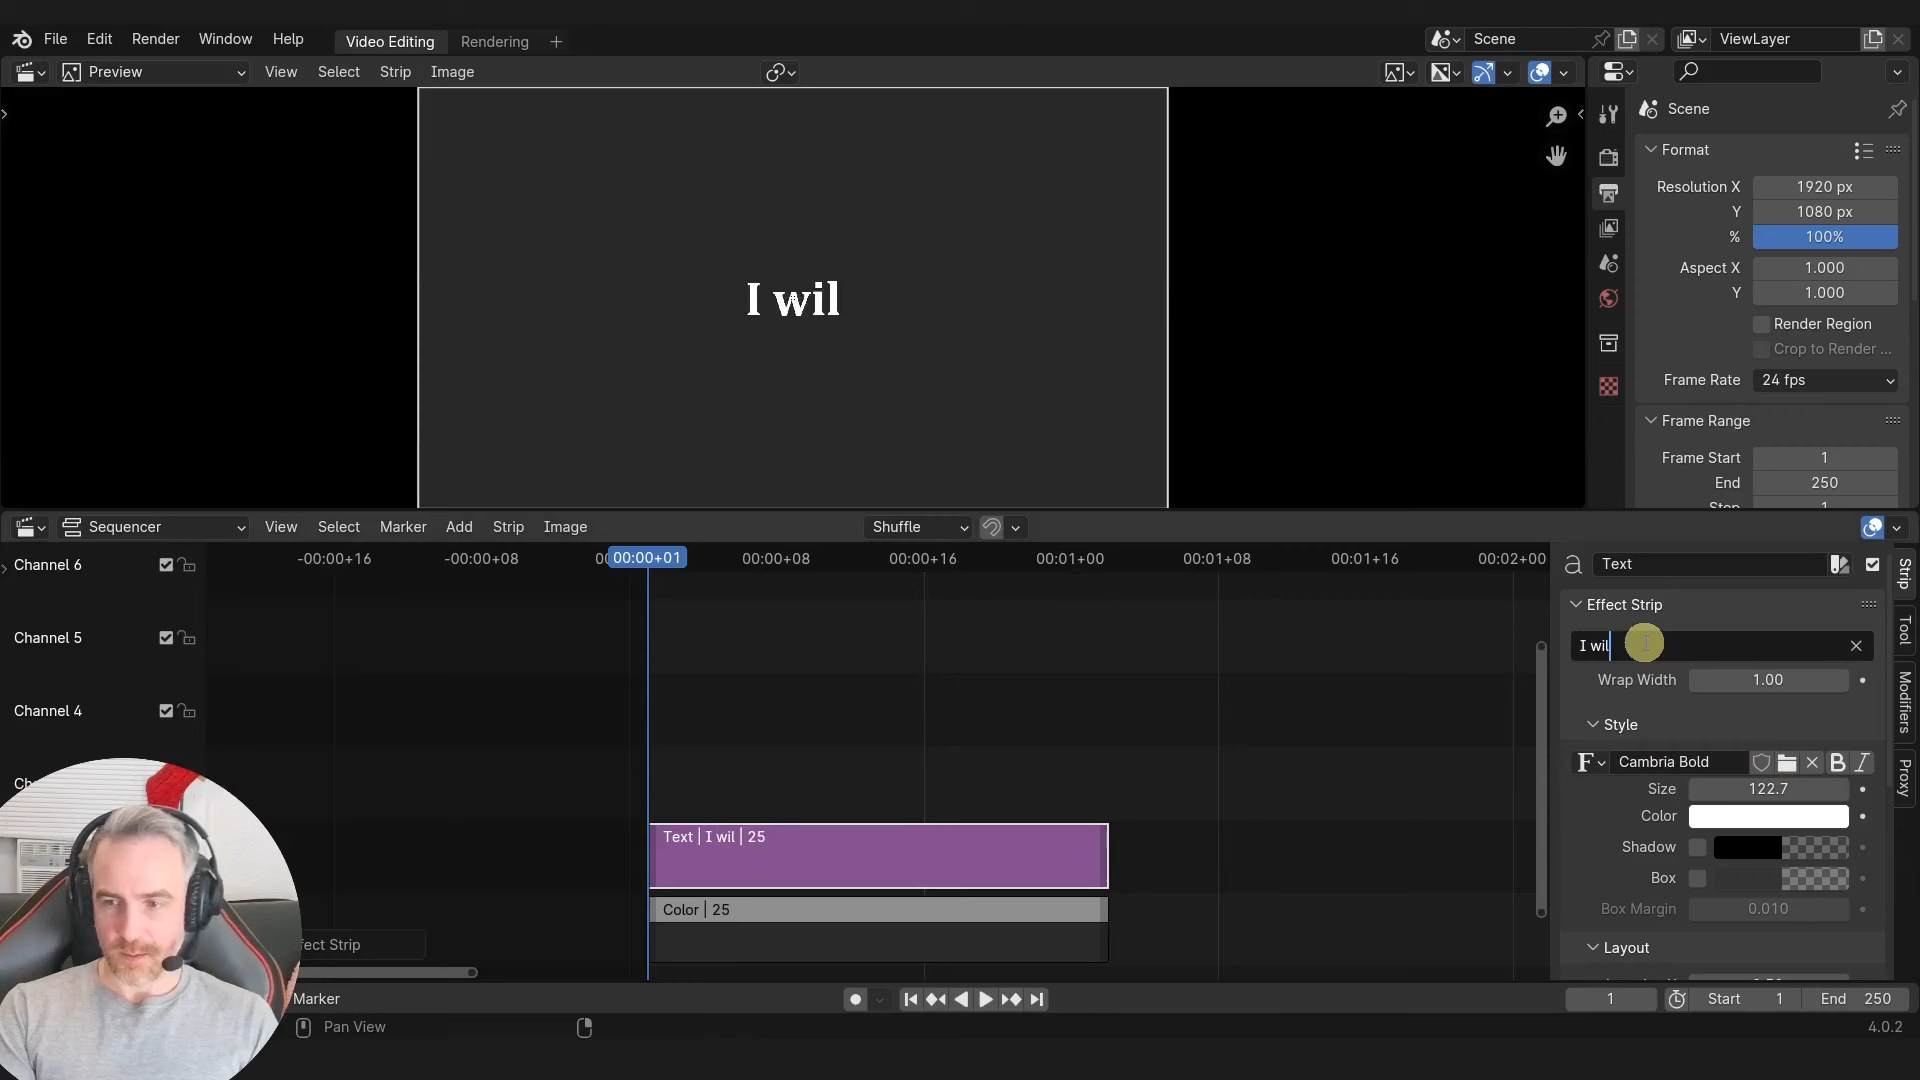 File Edit Render Window Help Video Editing Rendering + Scene ViewLayer
Preview View Select Strip Image
Scene
Format
Resolution X 1920 px
Y 1080 px
% 100%
Aspect X 1.000
Y 1.000
Render Region
Crop to Render ...
Frame Rate 24 fps
Frame Range
Frame Start 1
End 250
I wil
Sequencer View Select Marker Add Strip Image Shuffle
-00:00+16 -00:00+08 00:00+01 00:00+08 00:00+16 00:01+00 00:01+08 00:01+16 00:02+00
Channel 6
Channel 5
Channel 4
Text | I wil | 25
Color | 25
fect Strip
Text
Effect Strip
I wil
Wrap Width 1.00
Style
F Cambria Bold B I
Size 122.7
Color
Shadow
Box
Box Margin 0.010
Layout
Strip
Tool
Modifiers
Proxy
Marker 1 Start 1 End 250
Pan View 4.0.2